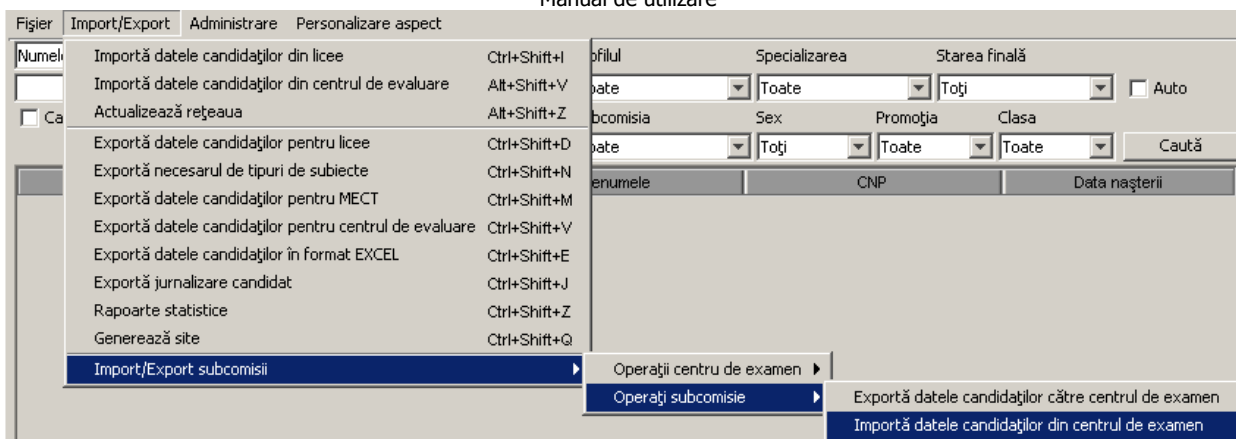 Manual de utilizare
Fişier Import/Export Administrare Personalizare aspect
Importă datele candidaţilor din licee Ctrl+Shift+I
Specializarea Starea finală
Importă datele candidaţilor din centrul de evaluare Alt+Shift+V
Toate Toţi Auto
Actualizează reţeaua Alt+Shift+Z
Sex Promoţia Clasa
Exportă datele candidaţilor pentru licee Ctrl+Shift+D
Toţi Toate Toate Caută
Exportă necesarul de tipuri de subiecte Ctrl+Shift+N
CNP Data naşterii
Exportă datele candidaţilor pentru MECT Ctrl+Shift+M
Exportă datele candidaţilor pentru centrul de evaluare Ctrl+Shift+V
Exportă datele candidaţilor în format EXCEL Ctrl+Shift+E
Exportă jurnalizare candidat Ctrl+Shift+J
Rapoarte statistice Ctrl+Shift+Z
Generează site Ctrl+Shift+Q
Import/Export subcomisii Operaţii centru de examen
Operaţi subcomisie Exportă datele candidaţilor către centrul de examen
Importă datele candidaţilor din centrul de examen